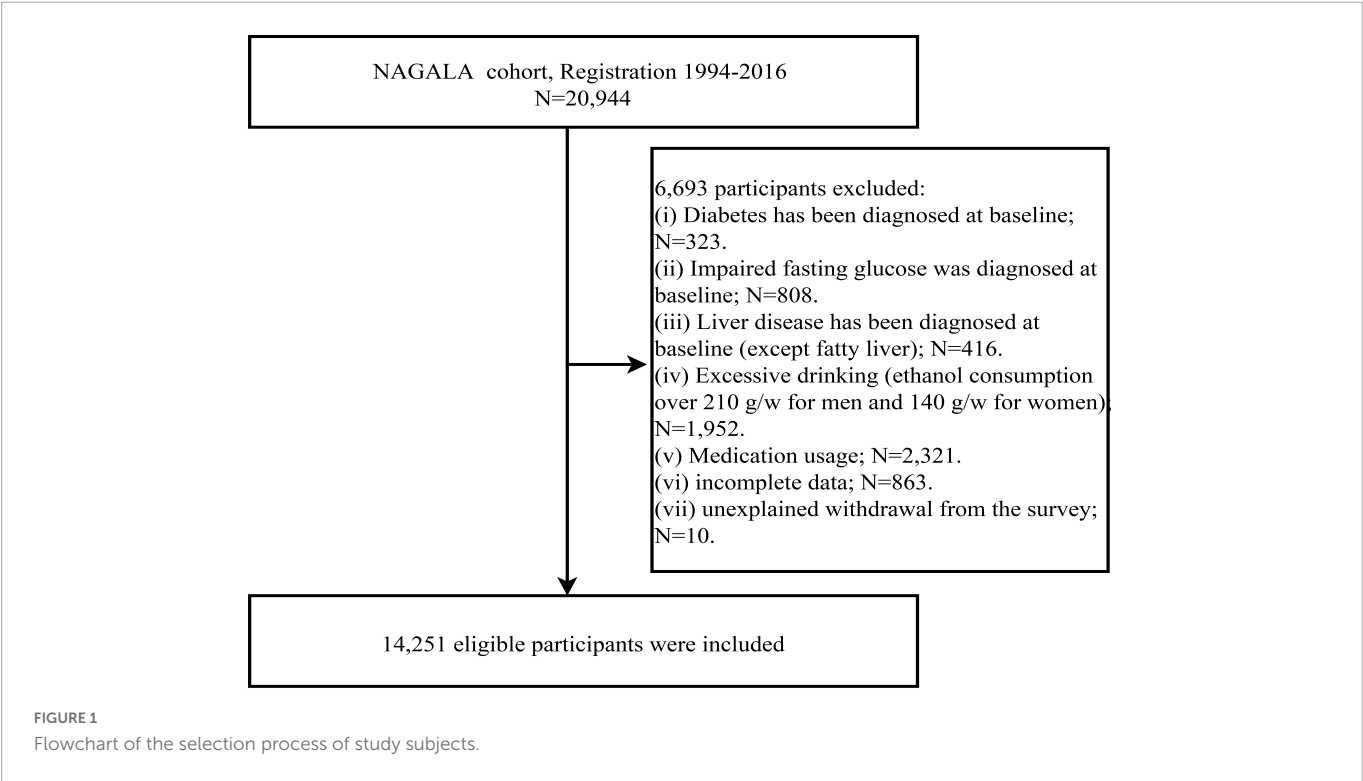 NAGALA cohort, Registration 1994-2016
N=20,944
6,693 participants excluded:
(i) Diabetes has been diagnosed at baseline;
N=323.
(ii) Impaired fasting glucose was diagnosed at
baseline; N=808.
(iii) Liver disease has been diagnosed at
baseline (except fatty liver); N=416.
(iv) Excessive drinking (ethanol consumption
over 210 g/w for men and 140 g/w for women);
N=1,952.
(v) Medication usage; N=2,321.
(vi) incomplete data; N=863.
(vii) unexplained withdrawal from the survey;
N=10.
14,251 eligible participants were included
FIGURE 1
Flowchart of the selection process of study subjects.